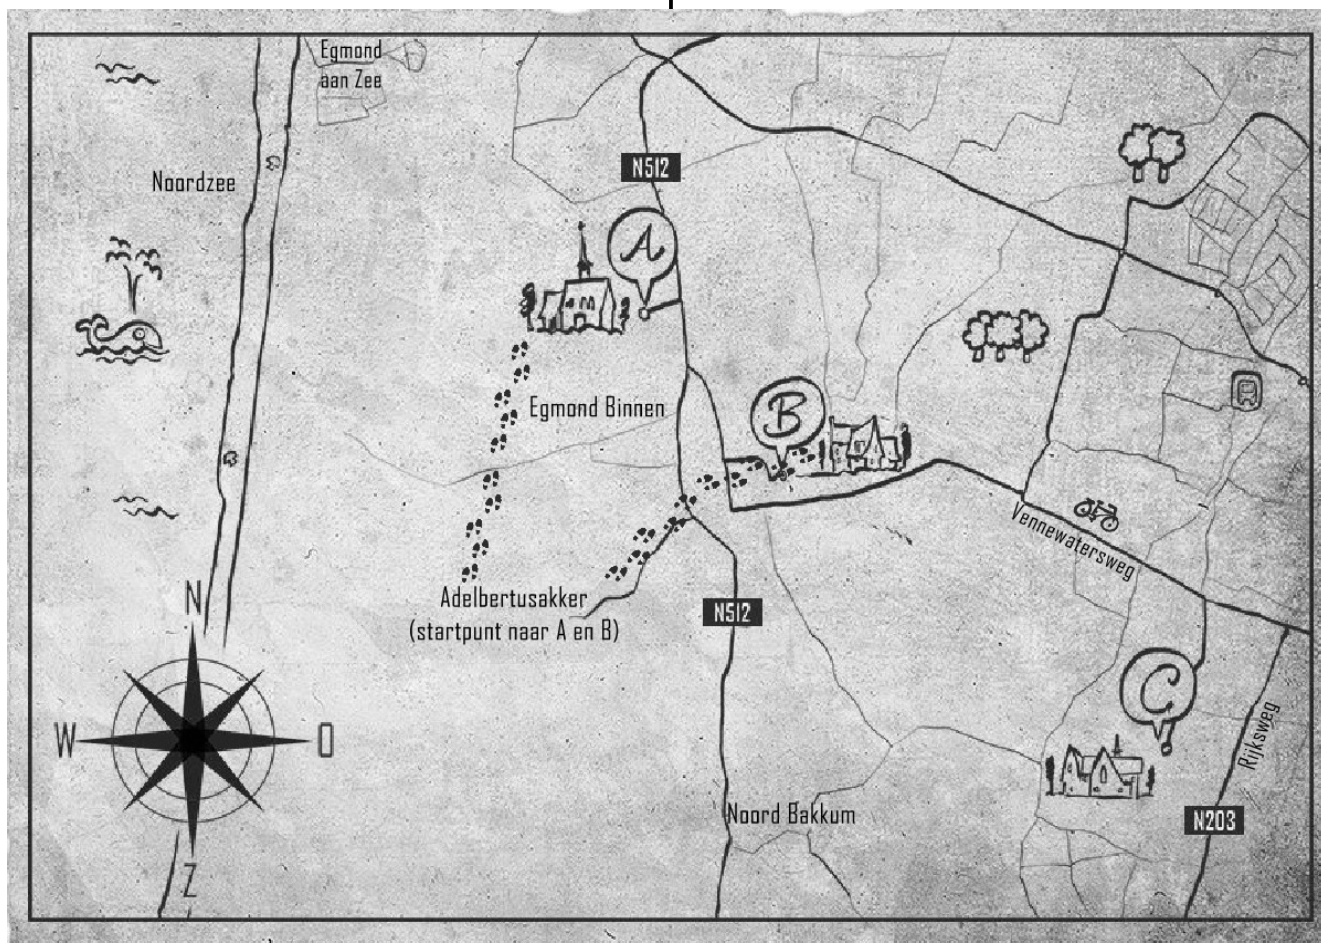 Egmond
aan Zee
N512
Noordzee
A
Egmond Binnen
B
Vennewatersweg
N
Adelbertusakker
(startpunt naar A en B)
N512
C
W
O
Rijksweg
Noord Bakkum
N203
Z